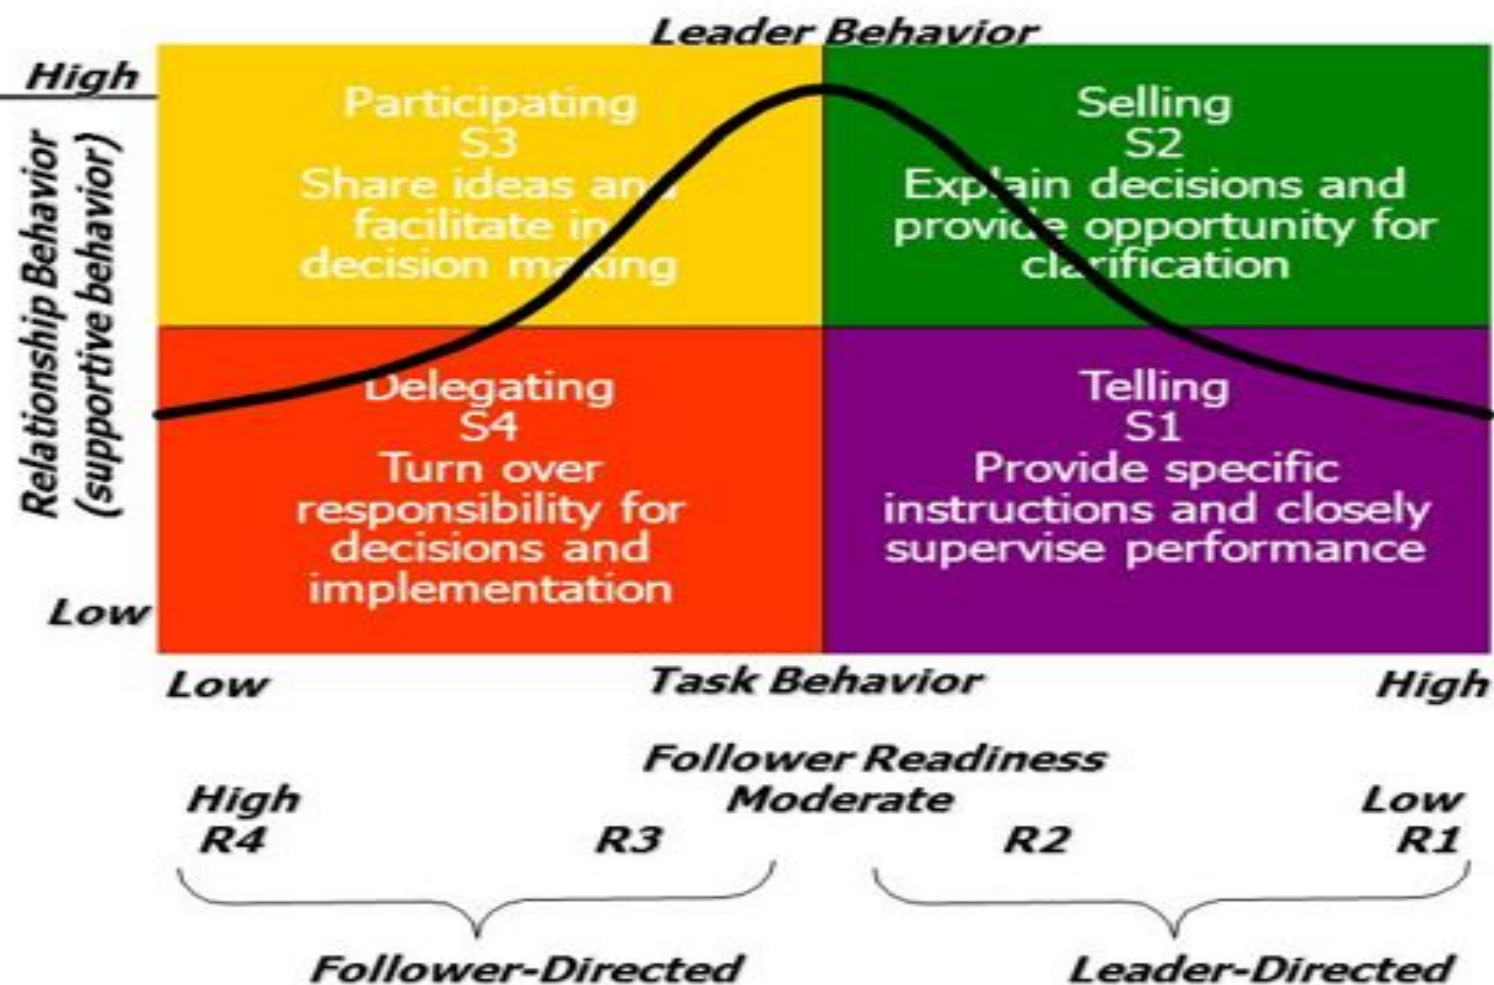 Leader Behavior
High
Relationship Behavior
(supportive behavior)
Low
Participating
S3
Share ideas and
facilitate in
decision making
Selling
S2
Explain decisions and
provide opportunity for
clarification
Delegating
S4
Turn over
responsibility for
decisions and
implementation
Telling
S1
Provide specific
instructions and closely
supervise performance
Low
Task Behavior
High
Follower Readiness
High
Moderate
Low
R4
R3
R2
R1
Follower-Directed
Leader-Directed